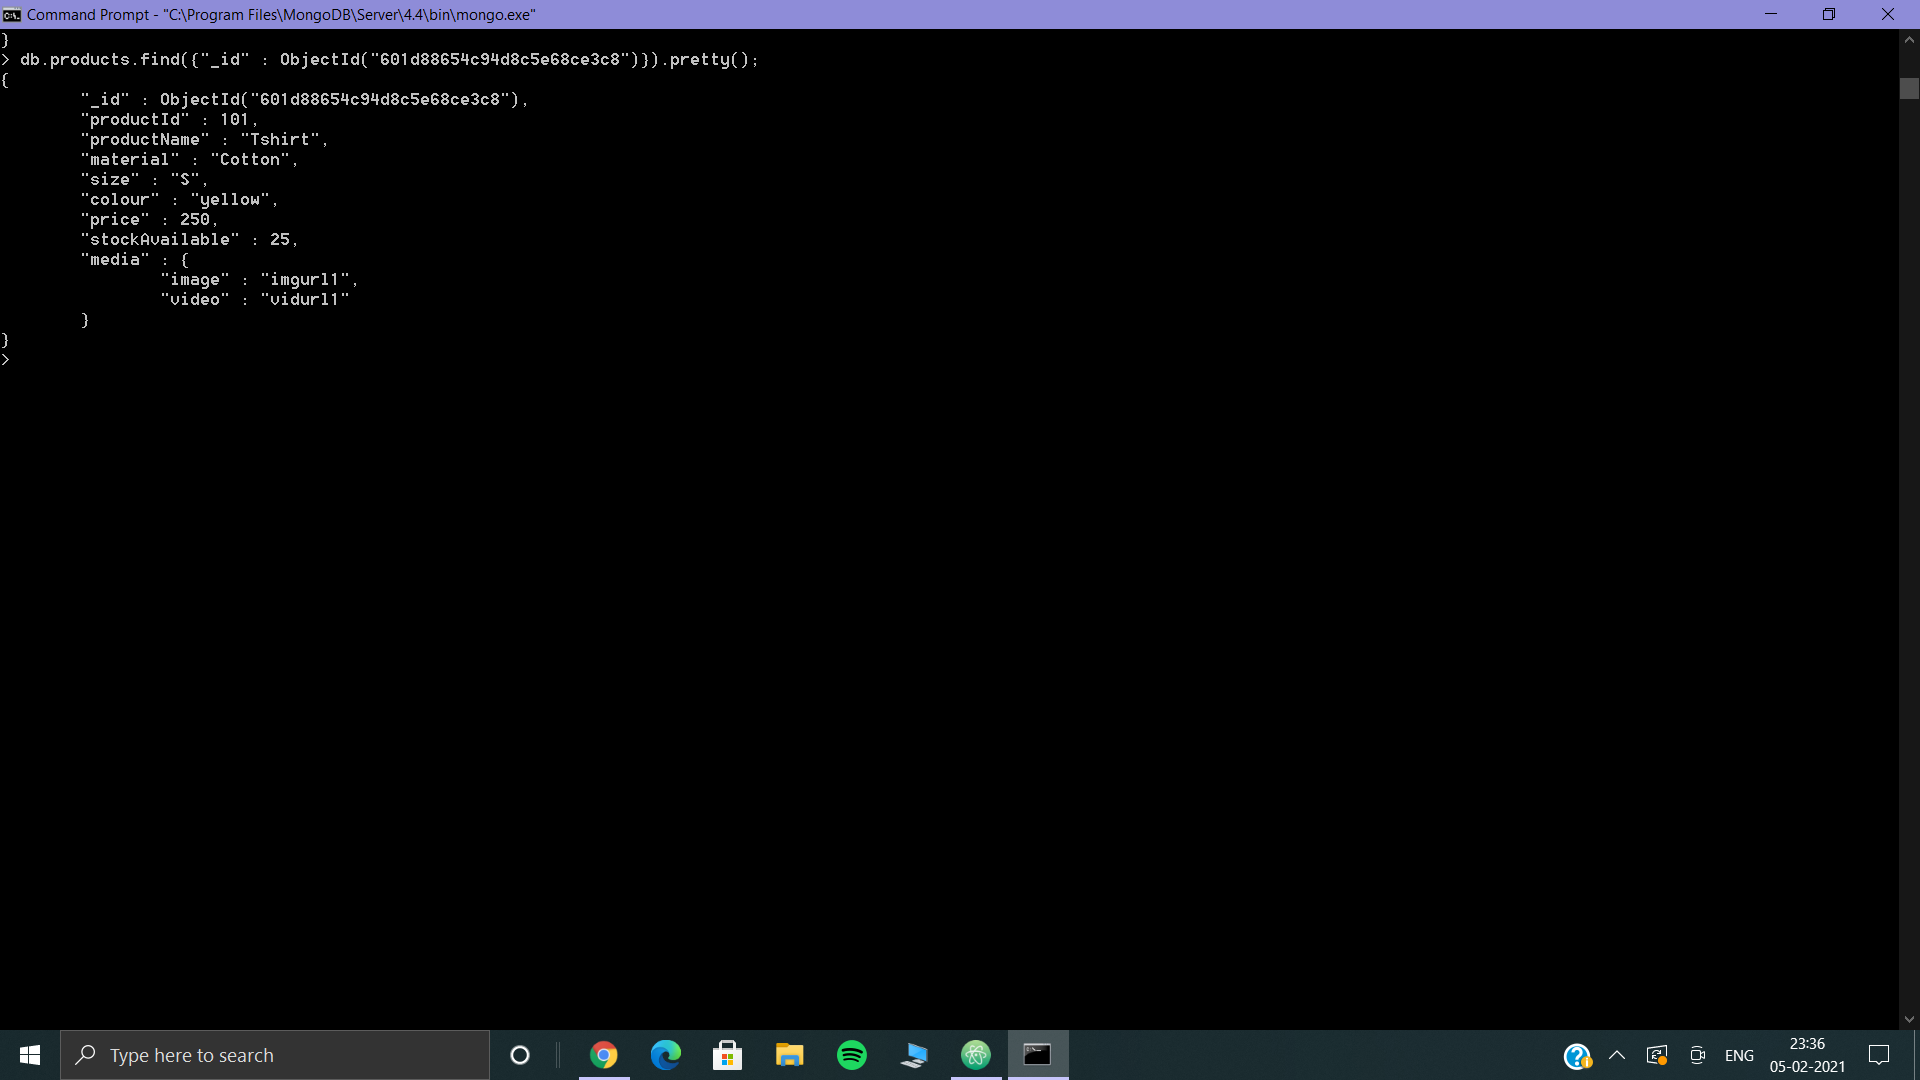 Command Prompt - "C:\Program Files\MongoDB\Server\4.4\bin\mongo.exe"
}
> db.products.find({"_id" : ObjectId("601d88654c94d8c5e68ce3c8")}).pretty();
{
"_id" : ObjectId("601d88654c94d8c5e68ce3c8"),
"productId" : 101,
"productName" : "Tshirt",
"material" : "Cotton",
"size" : "S",
"colour" : "yellow",
"price" : 250,
"stockAvailable" : 25,
"media" : {
"image" : "imgurl1",
"video" : "vidurl1"
}
}
>
Type here to search
ENG
23:36
05-02-2021